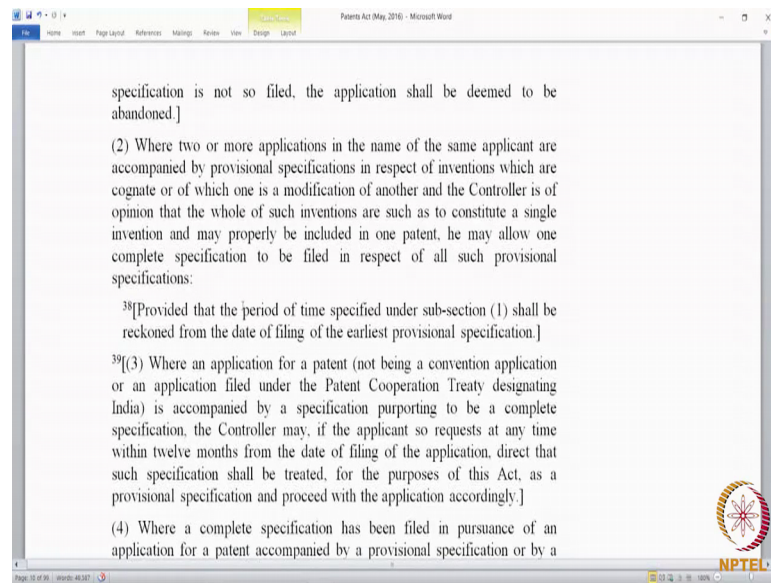 Patents Act (May, 2016) - Microsoft Word
File Home Insert Page Layout References Mailings Review View Design Layout
specification is not so filed, the application shall be deemed to be
abandoned.]
(2) Where two or more applications in the name of the same applicant are
accompanied by provisional specifications in respect of inventions which are
cognate or of which one is a modification of another and the Controller is of
opinion that the whole of such inventions are such as to constitute a single
invention and may properly be included in one patent, he may allow one
complete specification to be filed in respect of all such provisional
specifications:
38[Provided that the period of time specified under sub-section (1) shall be
reckoned from the date of filing of the earliest provisional specification.]
39[(3) Where an application for a patent (not being a convention application
or an application filed under the Patent Cooperation Treaty designating
India) is accompanied by a specification purporting to be a complete
specification, the Controller may, if the applicant so requests at any time
within twelve months from the date of filing of the application, direct that
such specification shall be treated, for the purposes of this Act, as a
provisional specification and proceed with the application accordingly.]
(4) Where a complete specification has been filed in pursuance of an
application for a patent accompanied by a provisional specification or by a
NPTEL
Words: 40,387
100%